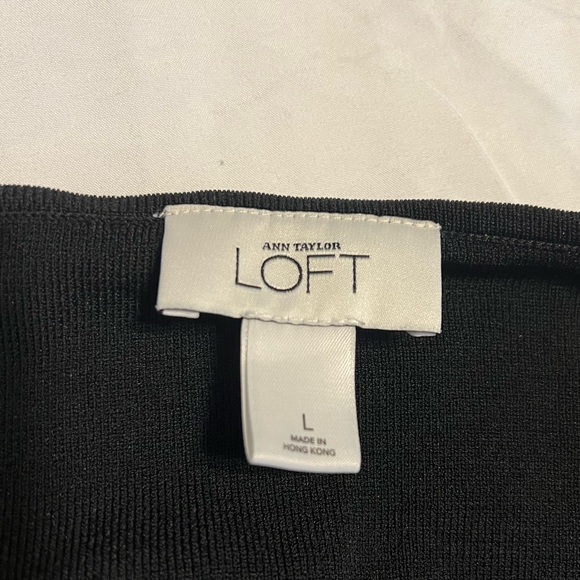 ANN TAYLOR
LOFT
L
MADE IN
HONG KONG